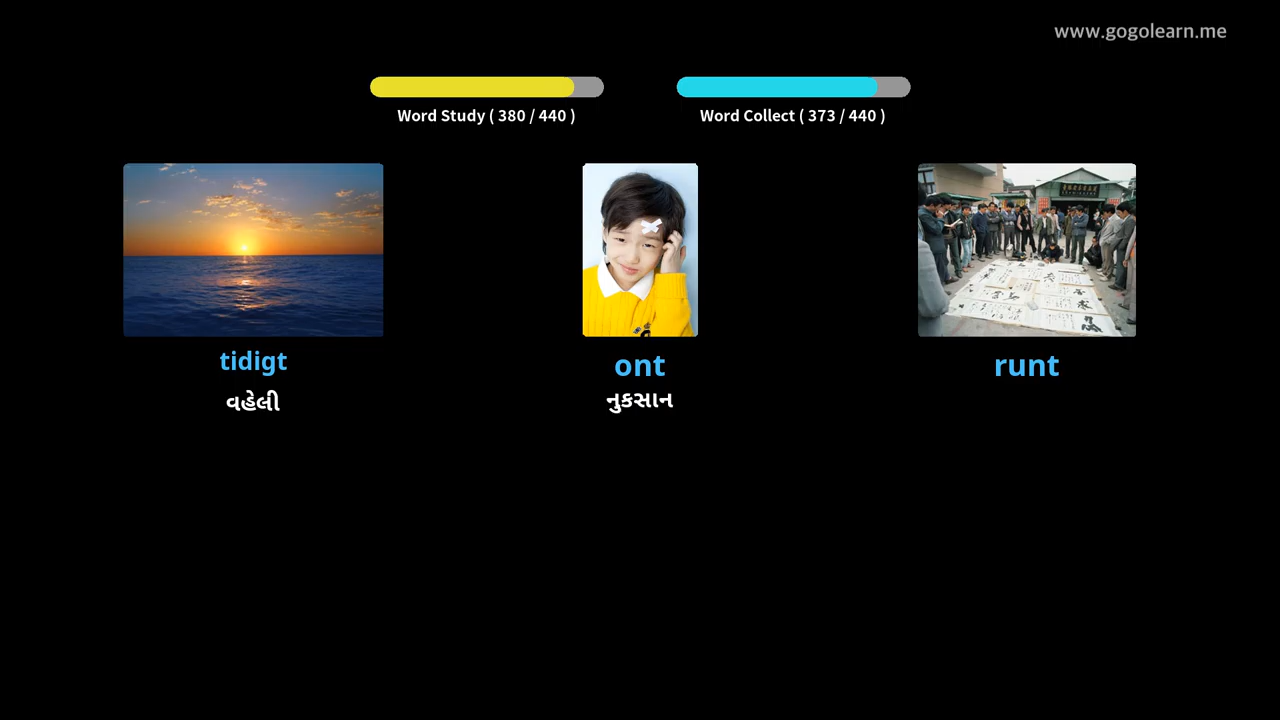 www.gogolearn.me
Word Study ( 380 / 440 )
Word Collect ( 373 / 440 )
tidigt
ont
runt
વહેલી
નુકસાન